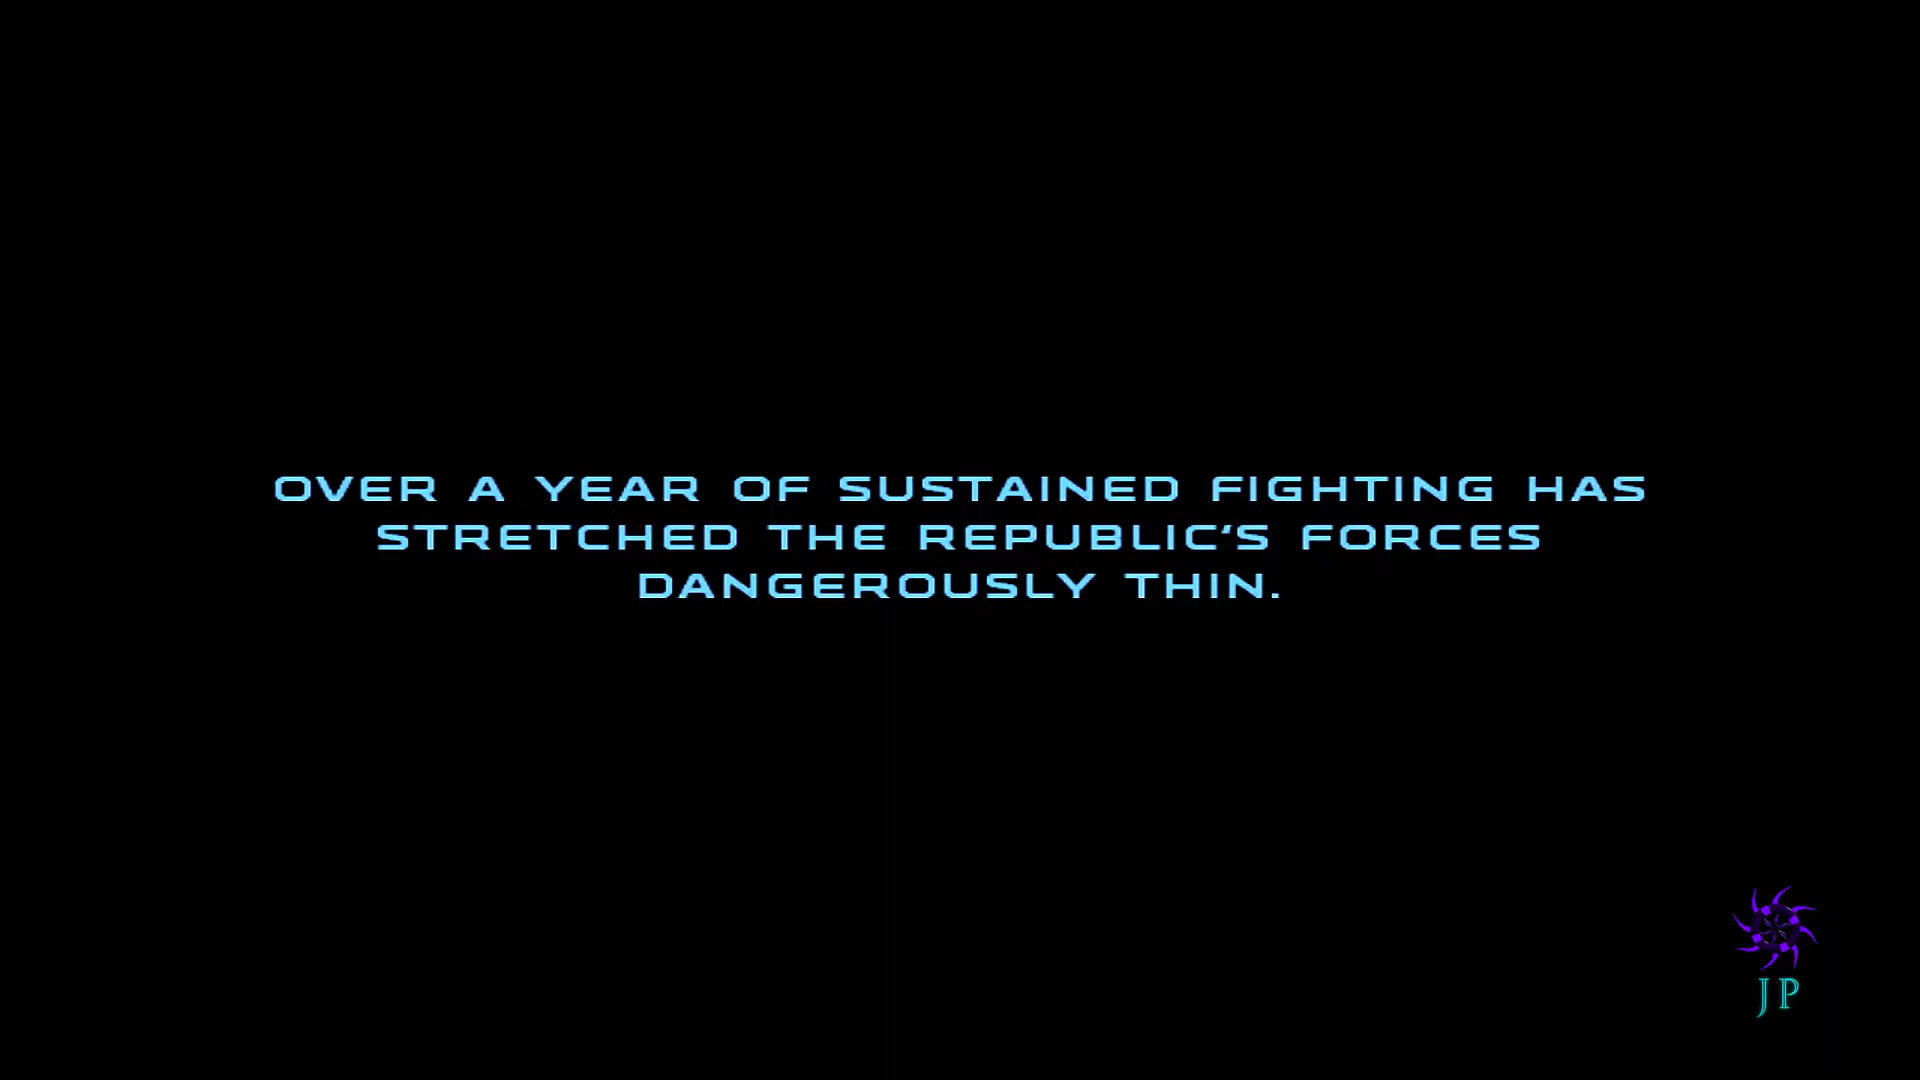 OVER A YEAR OF SUSTAINED FIGHTING HAS
STRETCHED THE REPUBLIC‘S FORCES
DANGEROUSLY THIN.
JP